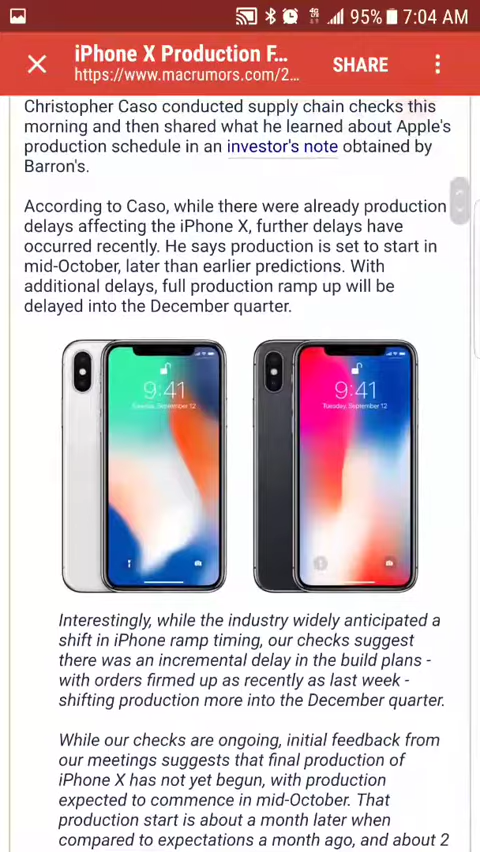 95% 7:04 AM
iPhone X Production F...
https://www.macrumors.com/2...
SHARE
Christopher Caso conducted supply chain checks this
morning and then shared what he learned about Apple's
production schedule in an investor's note obtained by
Barron's.
According to Caso, while there were already production
delays affecting the iPhone X, further delays have
occurred recently. He says production is set to start in
mid-October, later than earlier predictions. With
additional delays, full production ramp up will be
delayed into the December quarter.
9:41
Tuesday, September 12
9:41
Tuesday, September 12
Interestingly, while the industry widely anticipated a
shift in iPhone ramp timing, our checks suggest
there was an incremental delay in the build plans -
with orders firmed up as recently as last week -
shifting production more into the December quarter.
While our checks are ongoing, initial feedback from
our meetings suggests that final production of
iPhone X has not yet begun, with production
expected to commence in mid-October. That
production start is about a month later when
compared to expectations a month ago, and about 2